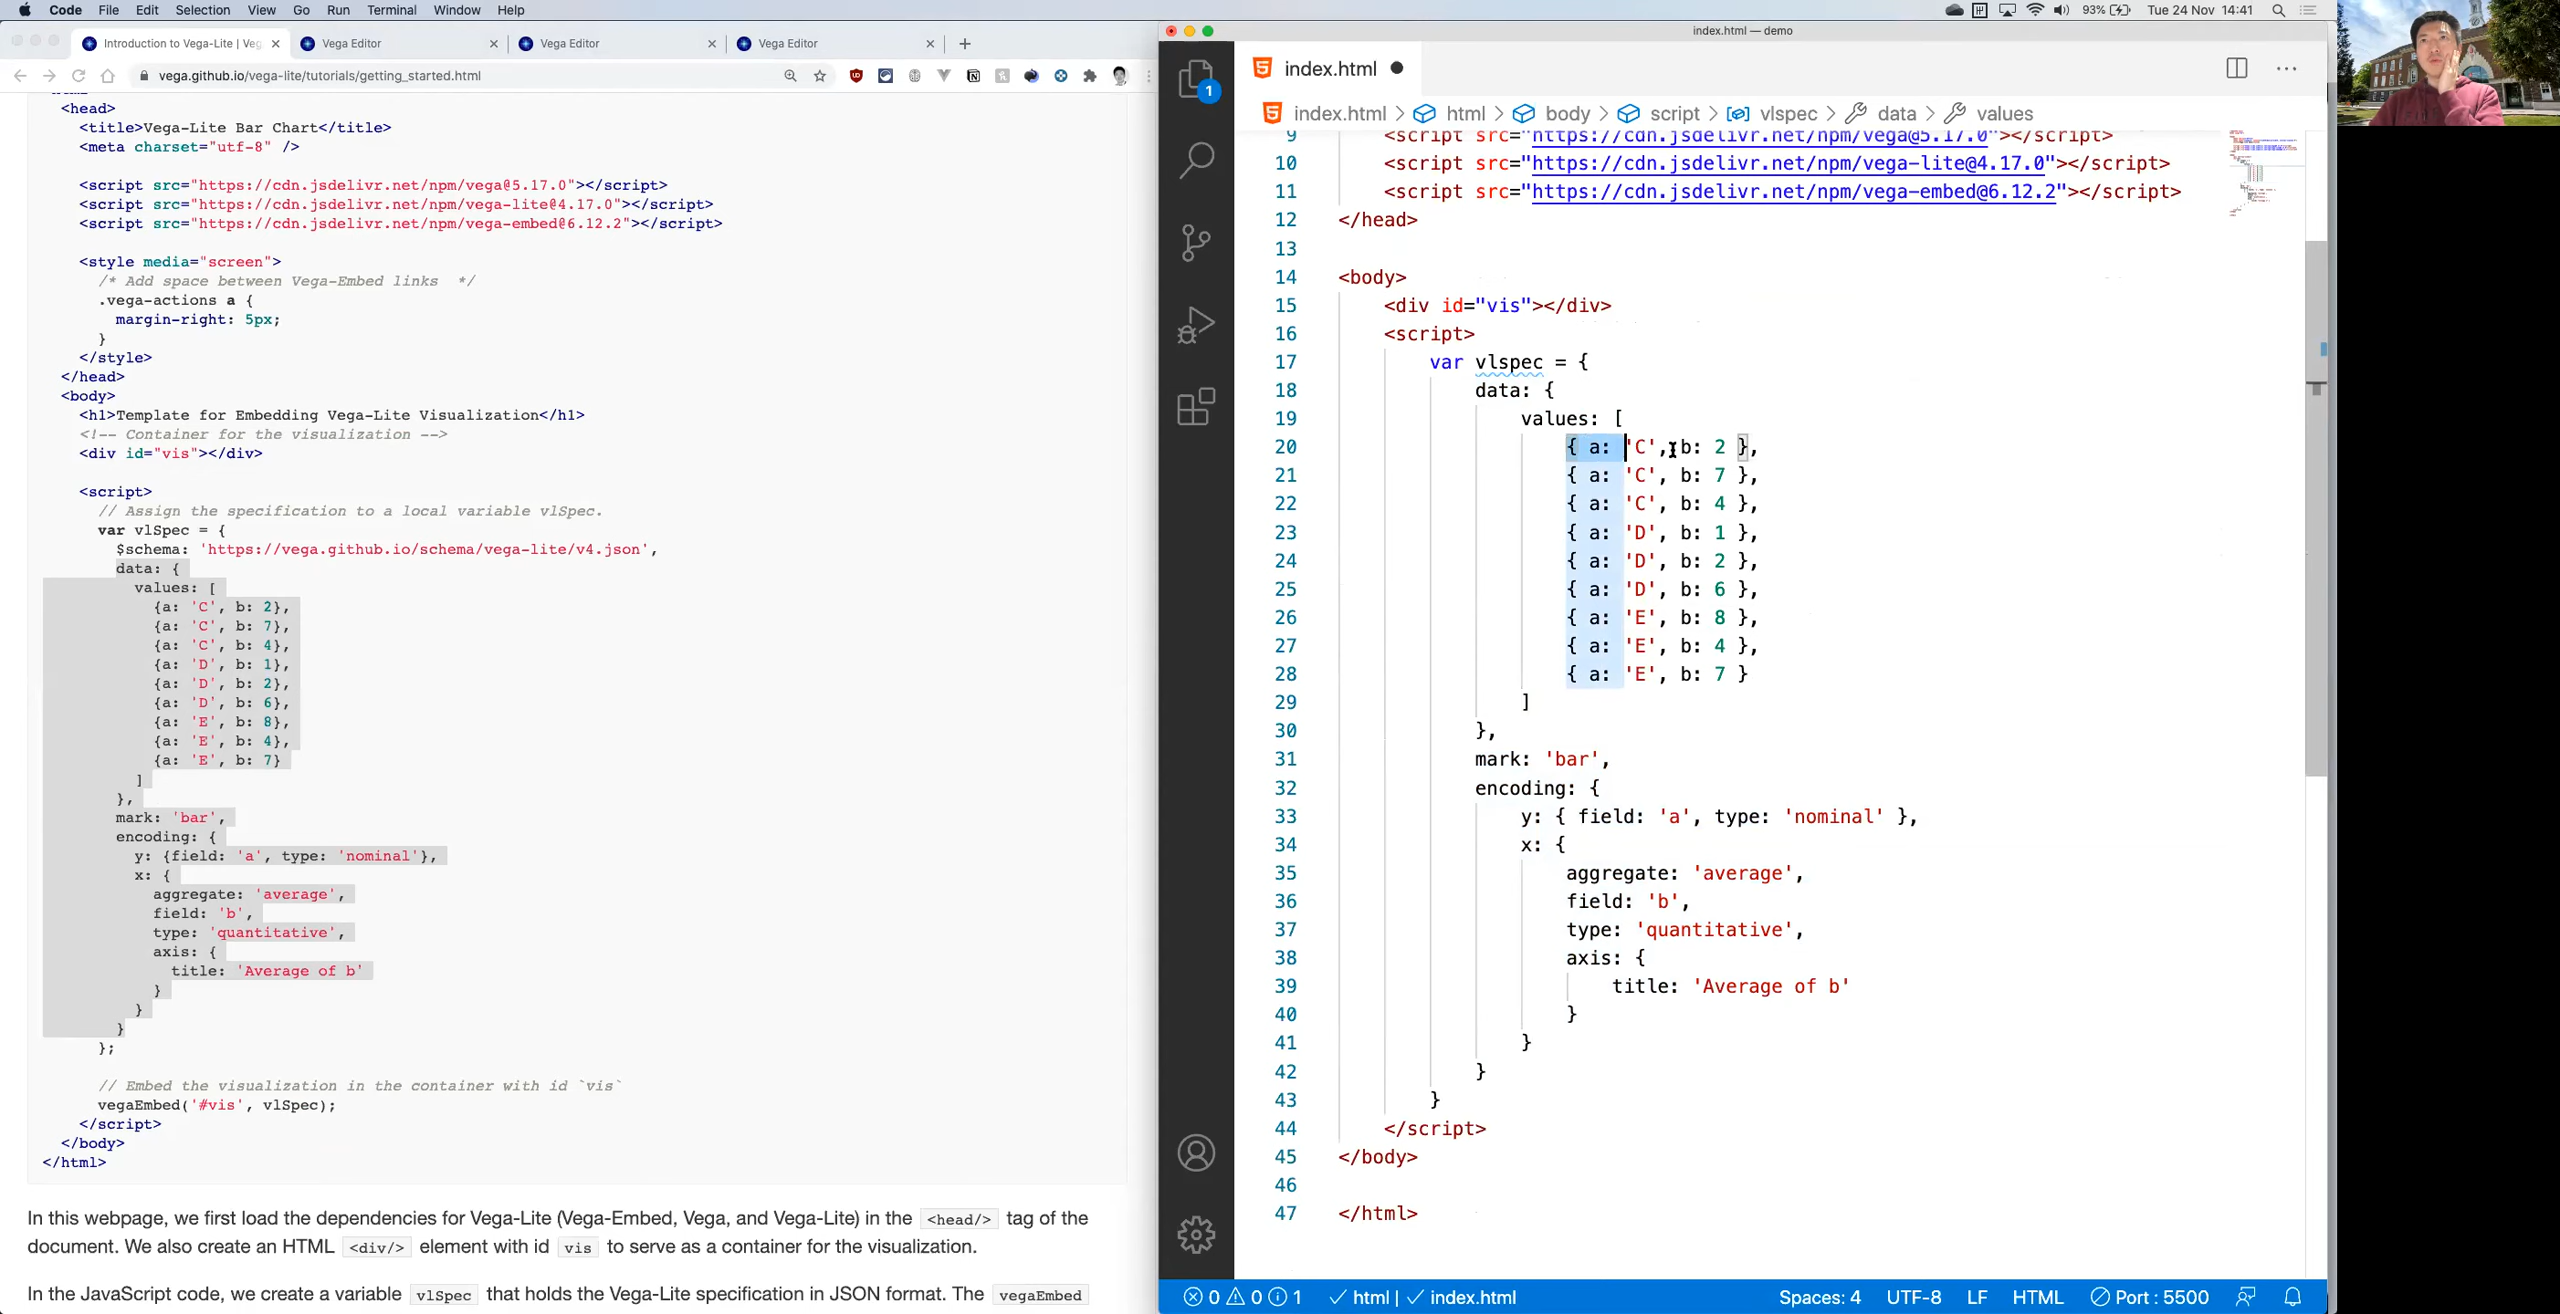 Code File Edit Selection View Go Run Terminal Window Help
93% Tue 24 Nov 14:41
Introduction to Vega-Lite | Veg
Vega Editor
Vega Editor
Vega Editor
vega.github.io/vega-lite/tutorials/getting_started.html
<head>
<title>Vega-Lite Bar Chart</title>
<meta charset="utf-8" />
<script src="https://cdn.jsdelivr.net/npm/vega@5.17.0"></script>
<script src="https://cdn.jsdelivr.net/npm/vega-lite@4.17.0"></script>
<script src="https://cdn.jsdelivr.net/npm/vega-embed@6.12.2"></script>
<style media="screen">
/* Add space between Vega-Embed links */
.vega-actions a {
margin-right: 5px;
}
</style>
</head>
<body>
<h1>Template for Embedding Vega-Lite Visualization</h1>
<!-- Container for the visualization -->
<div id="vis"></div>
<script>
// Assign the specification to a local variable vlSpec.
var vlSpec = {
$schema: 'https://vega.github.io/schema/vega-lite/v4.json',
data: {
values: [
{a: 'C', b: 2},
{a: 'C', b: 7},
{a: 'C', b: 4},
{a: 'D', b: 1},
{a: 'D', b: 2},
{a: 'D', b: 6},
{a: 'E', b: 8},
{a: 'E', b: 4},
{a: 'E', b: 7}
]
},
mark: 'bar',
encoding: {
y: {field: 'a', type: 'nominal'},
x: {
aggregate: 'average',
field: 'b',
type: 'quantitative',
axis: {
title: 'Average of b'
}
}
}
};
// Embed the visualization in the container with id `vis`
vegaEmbed('#vis', vlSpec);
</script>
</body>
</html>
In this webpage, we first load the dependencies for Vega-Lite (Vega-Embed, Vega, and Vega-Lite) in the <head/> tag of the
document. We also create an HTML <div/> element with id vis to serve as a container for the visualization.
In the JavaScript code, we create a variable vlSpec that holds the Vega-Lite specification in JSON format. The vegaEmbed
index.html — demo
1
index.html
index.html > html > body > script > vlspec > data > values
9 <script src="https://cdn.jsdelivr.net/npm/vega@5.17.0"></script>
10 <script src="https://cdn.jsdelivr.net/npm/vega-lite@4.17.0"></script>
11 <script src="https://cdn.jsdelivr.net/npm/vega-embed@6.12.2"></script>
12 </head>
13
14 <body>
15 <div id="vis"></div>
16 <script>
17 var vlspec = {
18 data: {
19 values: [
20 { a: 'C', b: 2 },
21 { a: 'C', b: 7 },
22 { a: 'C', b: 4 },
23 { a: 'D', b: 1 },
24 { a: 'D', b: 2 },
25 { a: 'D', b: 6 },
26 { a: 'E', b: 8 },
27 { a: 'E', b: 4 },
28 { a: 'E', b: 7 }
29 ]
30 },
31 mark: 'bar',
32 encoding: {
33 y: { field: 'a', type: 'nominal' },
34 x: {
35 aggregate: 'average',
36 field: 'b',
37 type: 'quantitative',
38 axis: {
39 title: 'Average of b'
40 }
41 }
42 }
43 }
44 </script>
45 </body>
46
47 </html>
0 0 1 html | index.html Spaces: 4 UTF-8 LF HTML Port : 5500